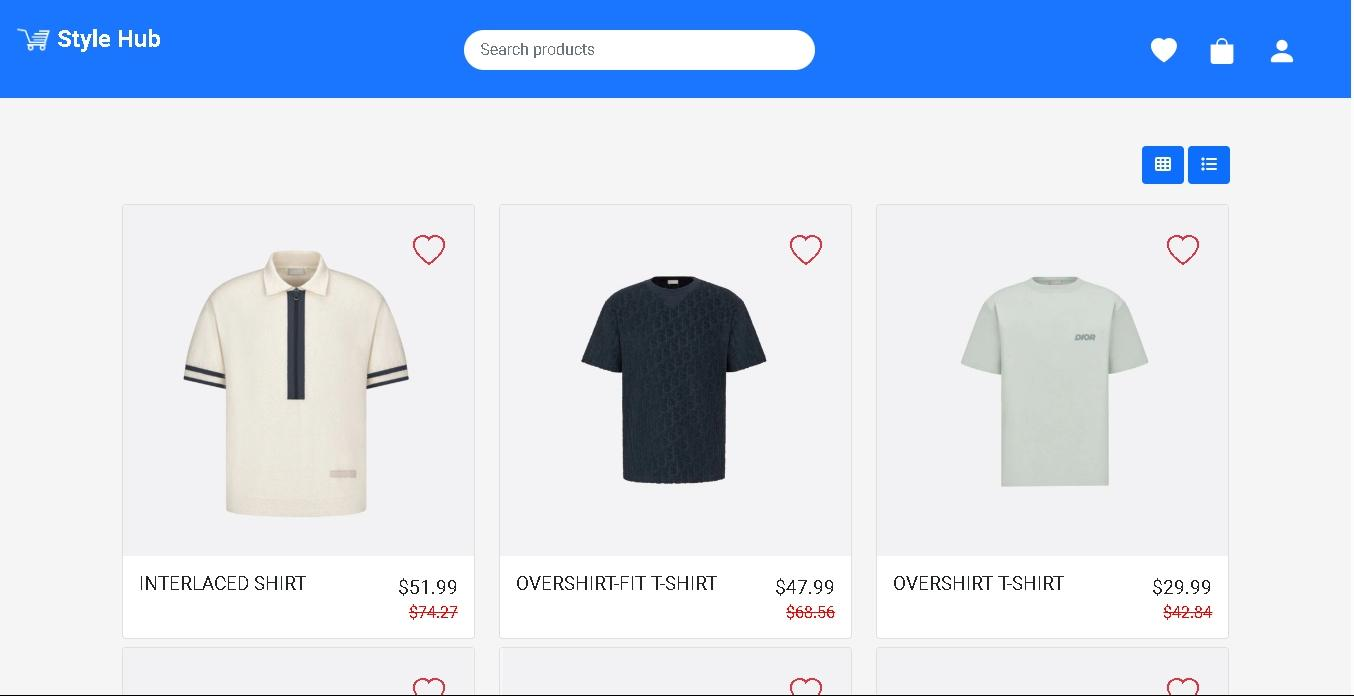 Style Hub
Search products
DIOR
INTERLACED SHIRT
$51.99
$74.27
OVERSHIRT-FIT T-SHIRT
$47.99
$68.56
OVERSHIRT T-SHIRT
$29.99
$42.84